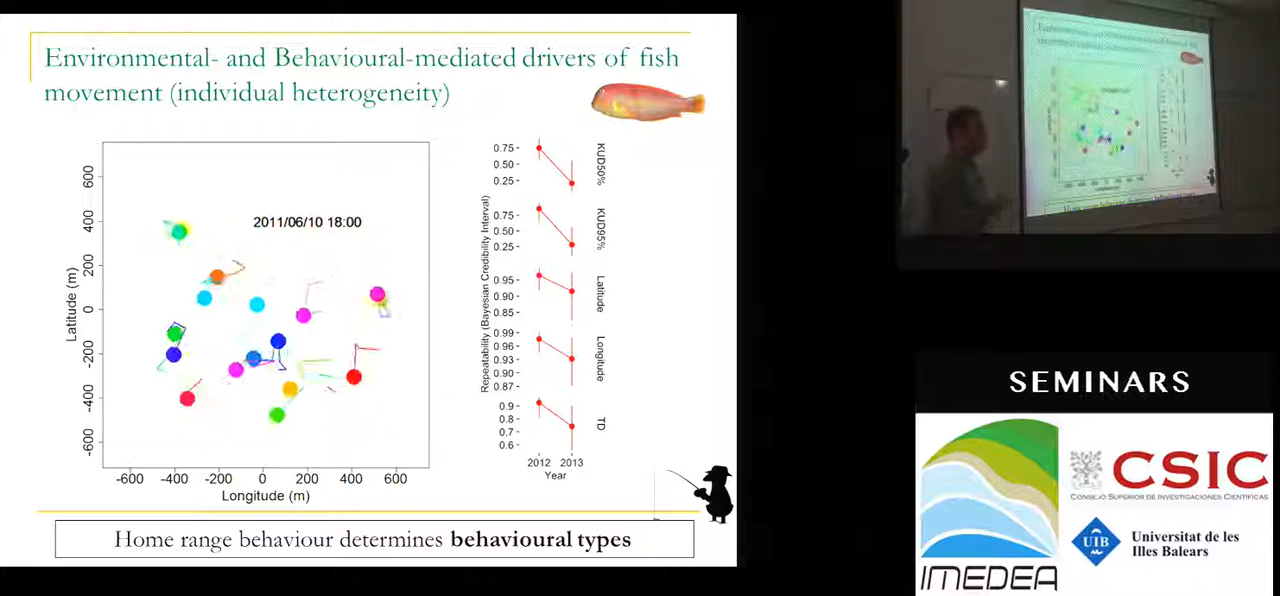 Environmental- and Behavioural-mediated drivers of fish
movement (individual heterogeneity)
2011/06/10 18:00
Latitude (m)
600
400
200
0
-200
-400
-600
-600
-400
-200
0
200
400
600
Longitude (m)
Repeatability (Bayesian Credibility Interval)
0.75
0.50
0.25
KUD50%
0.75
0.50
0.25
KUD95%
0.95
0.90
0.85
Latitude
0.99
0.96
0.93
0.90
0.87
Longitude
0.9
0.8
0.7
0.6
TD
2012
2013
Year
Home range behaviour determines behavioural types
SEMINARS
IMEDEA
CSIC
CONSEJO SUPERIOR DE INVESTIGACIONES CIENTIFICAS
UIB
Universitat de les
Illes Balears